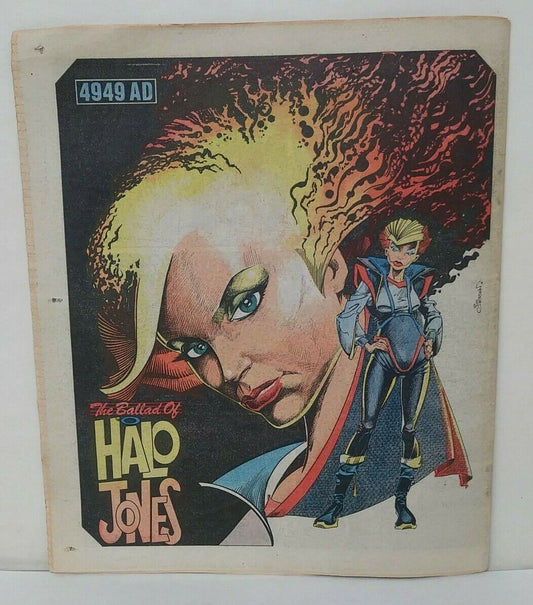 4949 AD
The Ballad Of
HALO
JONES